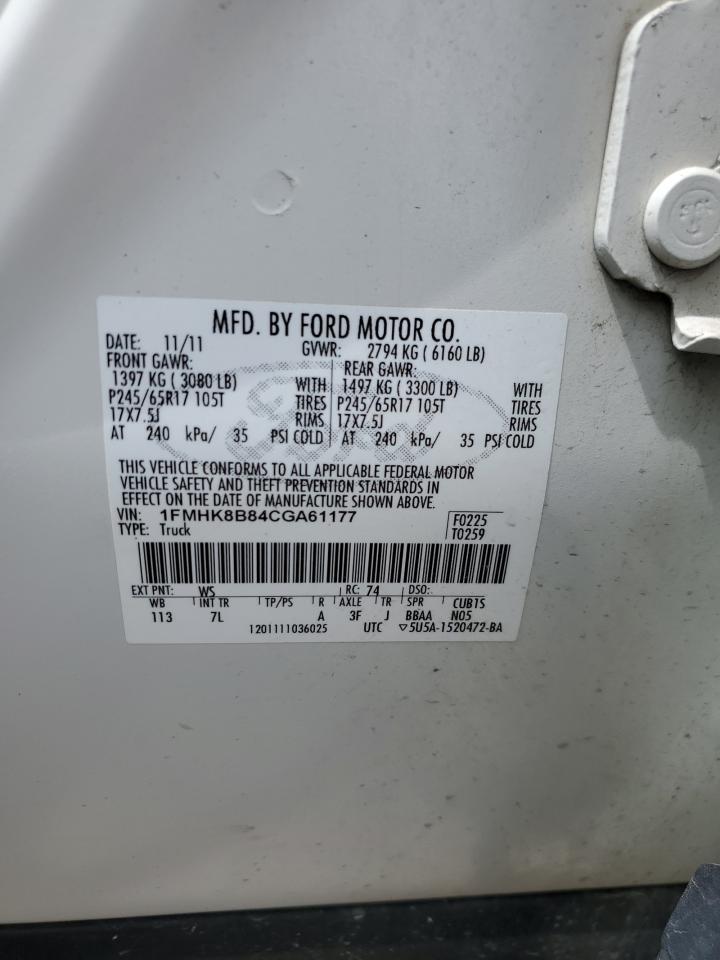 MFD. BY FORD MOTOR CO.
DATE: 11/11 GVWR: 2794 KG ( 6160 LB)
FRONT GAWR: REAR GAWR:
1397 KG ( 3080 LB) WITH 1497 KG ( 3300 LB) WITH
P245/65R17 105T TIRES P245/65R17 105T TIRES
17X7.5J RIMS 17X7.5J RIMS
AT 240 kPa/ 35 PSI COLD AT 240 kPa/ 35 PSI COLD
Ford
THIS VEHICLE CONFORMS TO ALL APPLICABLE FEDERAL MOTOR
VEHICLE SAFETY AND THEFT PREVENTION STANDARDS IN
EFFECT ON THE DATE OF MANUFACTURE SHOWN ABOVE.
VIN: 1FMHK8B84CGA61177 F0225
TYPE: Truck T0259
EXT PNT: WS RC: 74 DSO:
WB INT TR TP/PS R AXLE TR SPR CUBTS
113 7L A 3F J BBAA N05
1201111036025 UTC ▽5U5A-1520472-BA